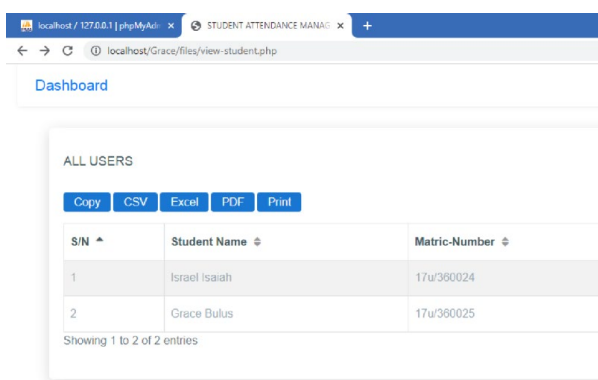 localhost / 127.0.0.1 | phpMyAdm
STUDENT ATTENDANCE MANAG
localhost/Grace/files/view-student.php
Dashboard
ALL USERS
Copy CSV Excel PDF Print
S/N Student Name Matric-Number
1 Israel Isaiah 17u/360024
2 Grace Bulus 17u/360025
Showing 1 to 2 of 2 entries